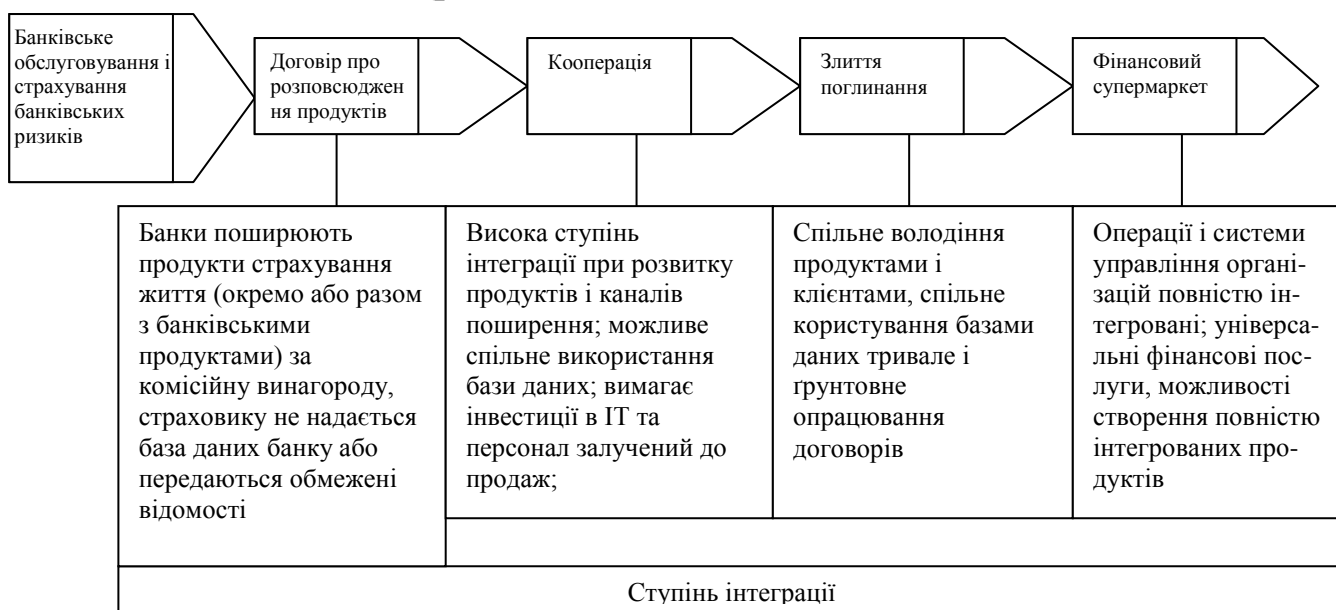 Банківське
обслуговування і
страхування
банківських
ризиків
Договір про
розповсюджен
ня продуктів
Кооперація
Злиття
поглинання
Фінансовий
супермаркет
Банки поширюють
продукти страхування
життя (окремо або разом
з банківськими
продуктами) за
комісійну винагороду,
страховику не надається
база даних банку або
передаються обмежені
відомості
Висока ступінь
інтеграції при розвитку
продуктів і каналів
поширення; можливе
спільне використання
бази даних; вимагає
інвестиції в ІТ та
персонал залучений до
продаж;
Спільне володіння
продуктами і
клієнтами, спільне
користування базами
даних тривале і
ґрунтовне
опрацювання
договорів
Операції і системи
управління органі-
зацій повністю ін-
тегровані; універса-
льні фінансові пос-
луги, можливості
створення повністю
інтегрованих про-
дуктів
Ступінь інтеграції